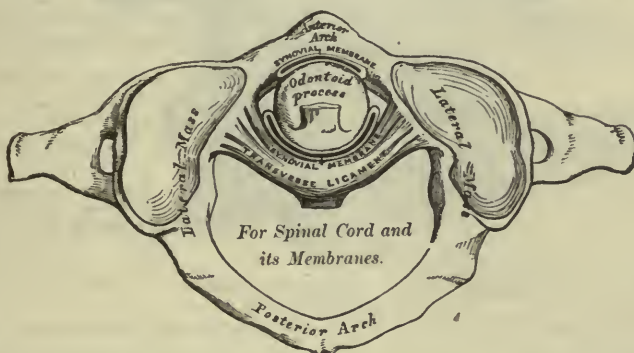 Anterior
Arch
SYNOVIAL MEMBRANE
Odontoid
process
Lateral Mass
Lateral
SYNOVIAL MEMBRANE
TRANSVERSE LIGAMENT
For Spinal Cord and
its Membranes.
Posterior Arch